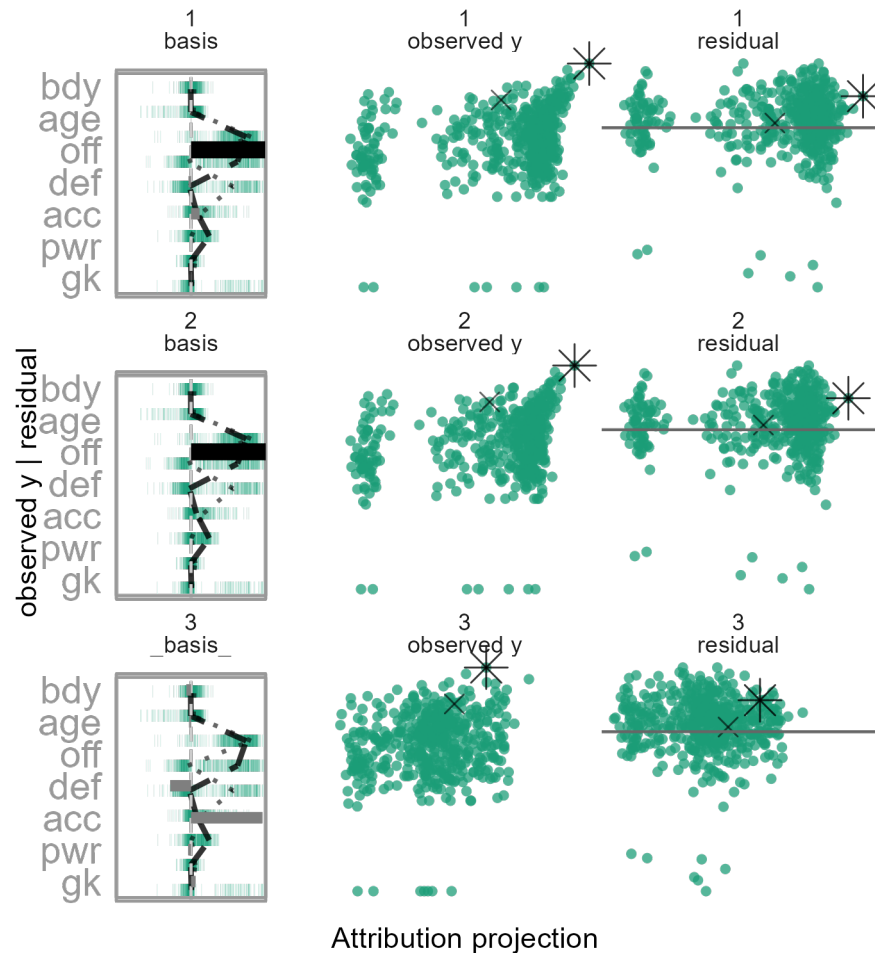 1
basis
1
observed y
1
residual
bdy
age
off
def
acc
pwr
gk
2
basis
2
observed y
2
residual
bdy
age
off
def
acc
pwr
gk
observed y | residual
3
_basis_
3
observed y
3
residual
bdy
age
off
def
acc
pwr
gk
Attribution projection